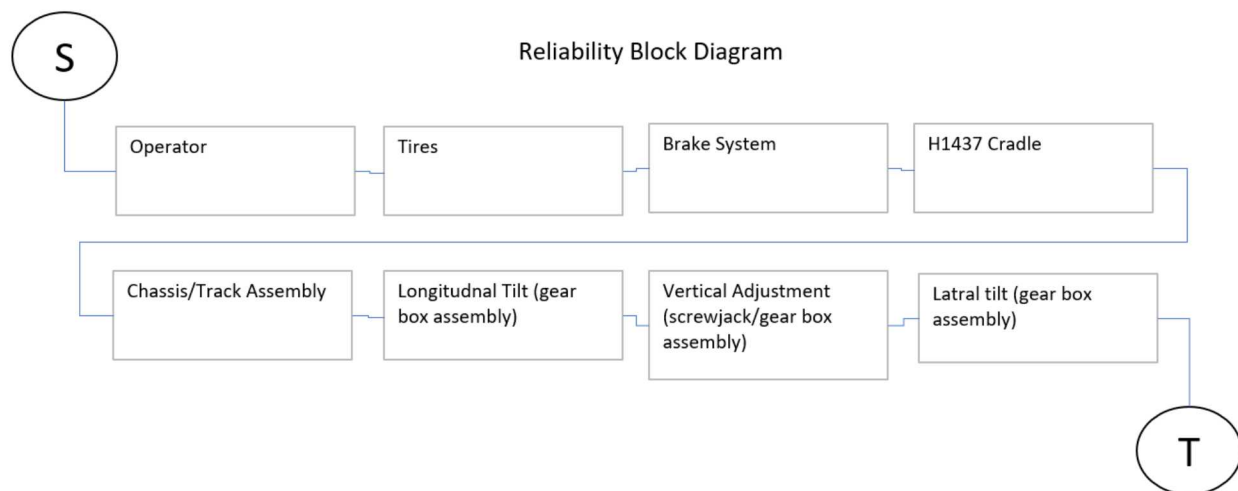 S
Reliability Block Diagram
Operator
Tires
Brake System
H1437 Cradle
Chassis/Track Assembly
Longitudnal Tilt (gear
box assembly)
Vertical Adjustment
(screwjack/gear box
assembly)
Latral tilt (gear box
assembly)
T